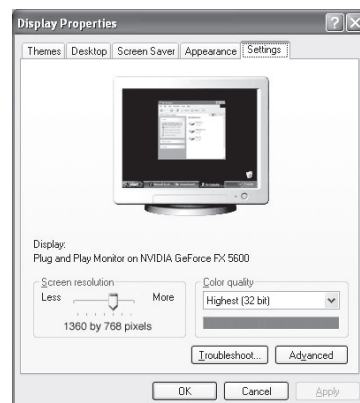 Display Properties
Themes Desktop Screen Saver Appearance Settings
Display:
Plug and Play Monitor on NVIDIA GeForce FX 5600
Screen resolution
Less More
1360 by 768 pixels
Color quality
Highest (32 bit)
Troubleshoot... Advanced
OK Cancel Apply